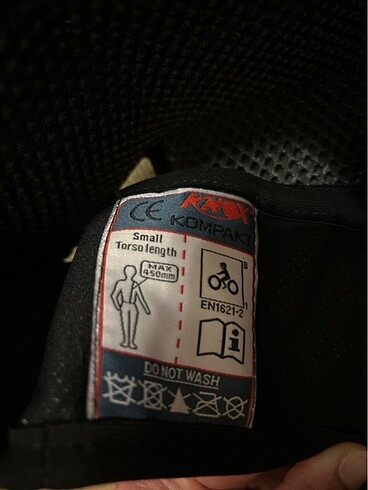 CE KNOX
KOMPAKT
Small
Torso length
MAX
450mm
B
1
EN1621-2
i
DO NOT WASH